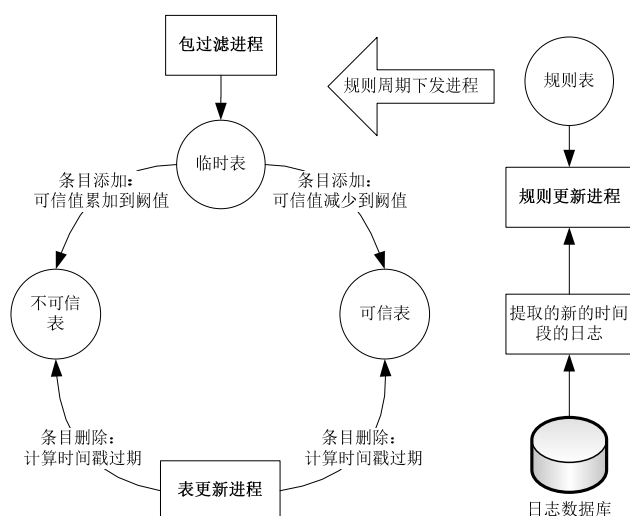 包过滤进程
规则周期下发进程
规则表
临时表
条目添加：
可信值累加到阙值
条目添加：
可信值减少到阙值
规则更新进程
不可信
表
可信表
提取的新的时间
段的日志
条目删除：
计算时间戳过期
条目删除：
计算时间戳过期
表更新进程
日志数据库